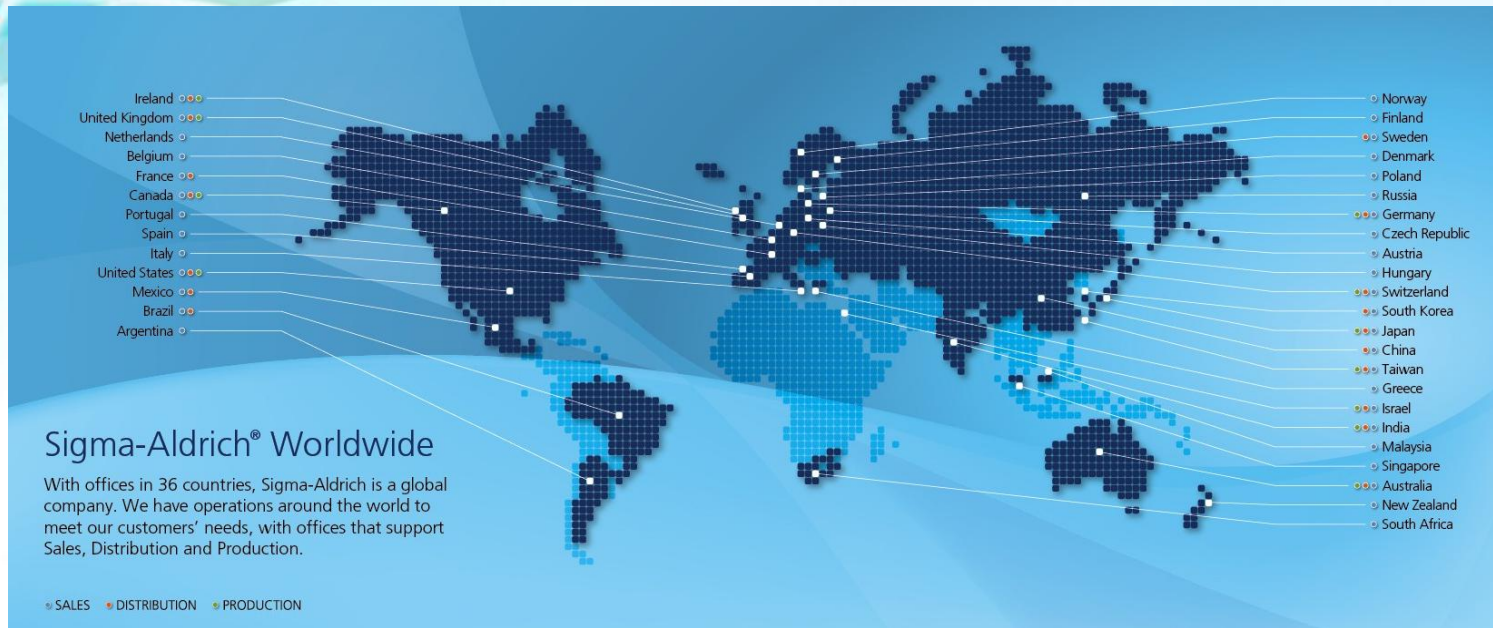 Ireland
United Kingdom
Netherlands
Belgium
France
Canada
Portugal
Spain
Italy
United States
Mexico
Brazil
Argentina
Norway
Finland
Sweden
Denmark
Poland
Russia
Germany
Czech Republic
Austria
Hungary
Switzerland
South Korea
Japan
China
Taiwan
Greece
Israel
India
Malaysia
Singapore
Australia
New Zealand
South Africa
Sigma-Aldrich® Worldwide
With offices in 36 countries, Sigma-Aldrich is a global
company. We have operations around the world to
meet our customers’ needs, with offices that support
Sales, Distribution and Production.
SALES DISTRIBUTION PRODUCTION